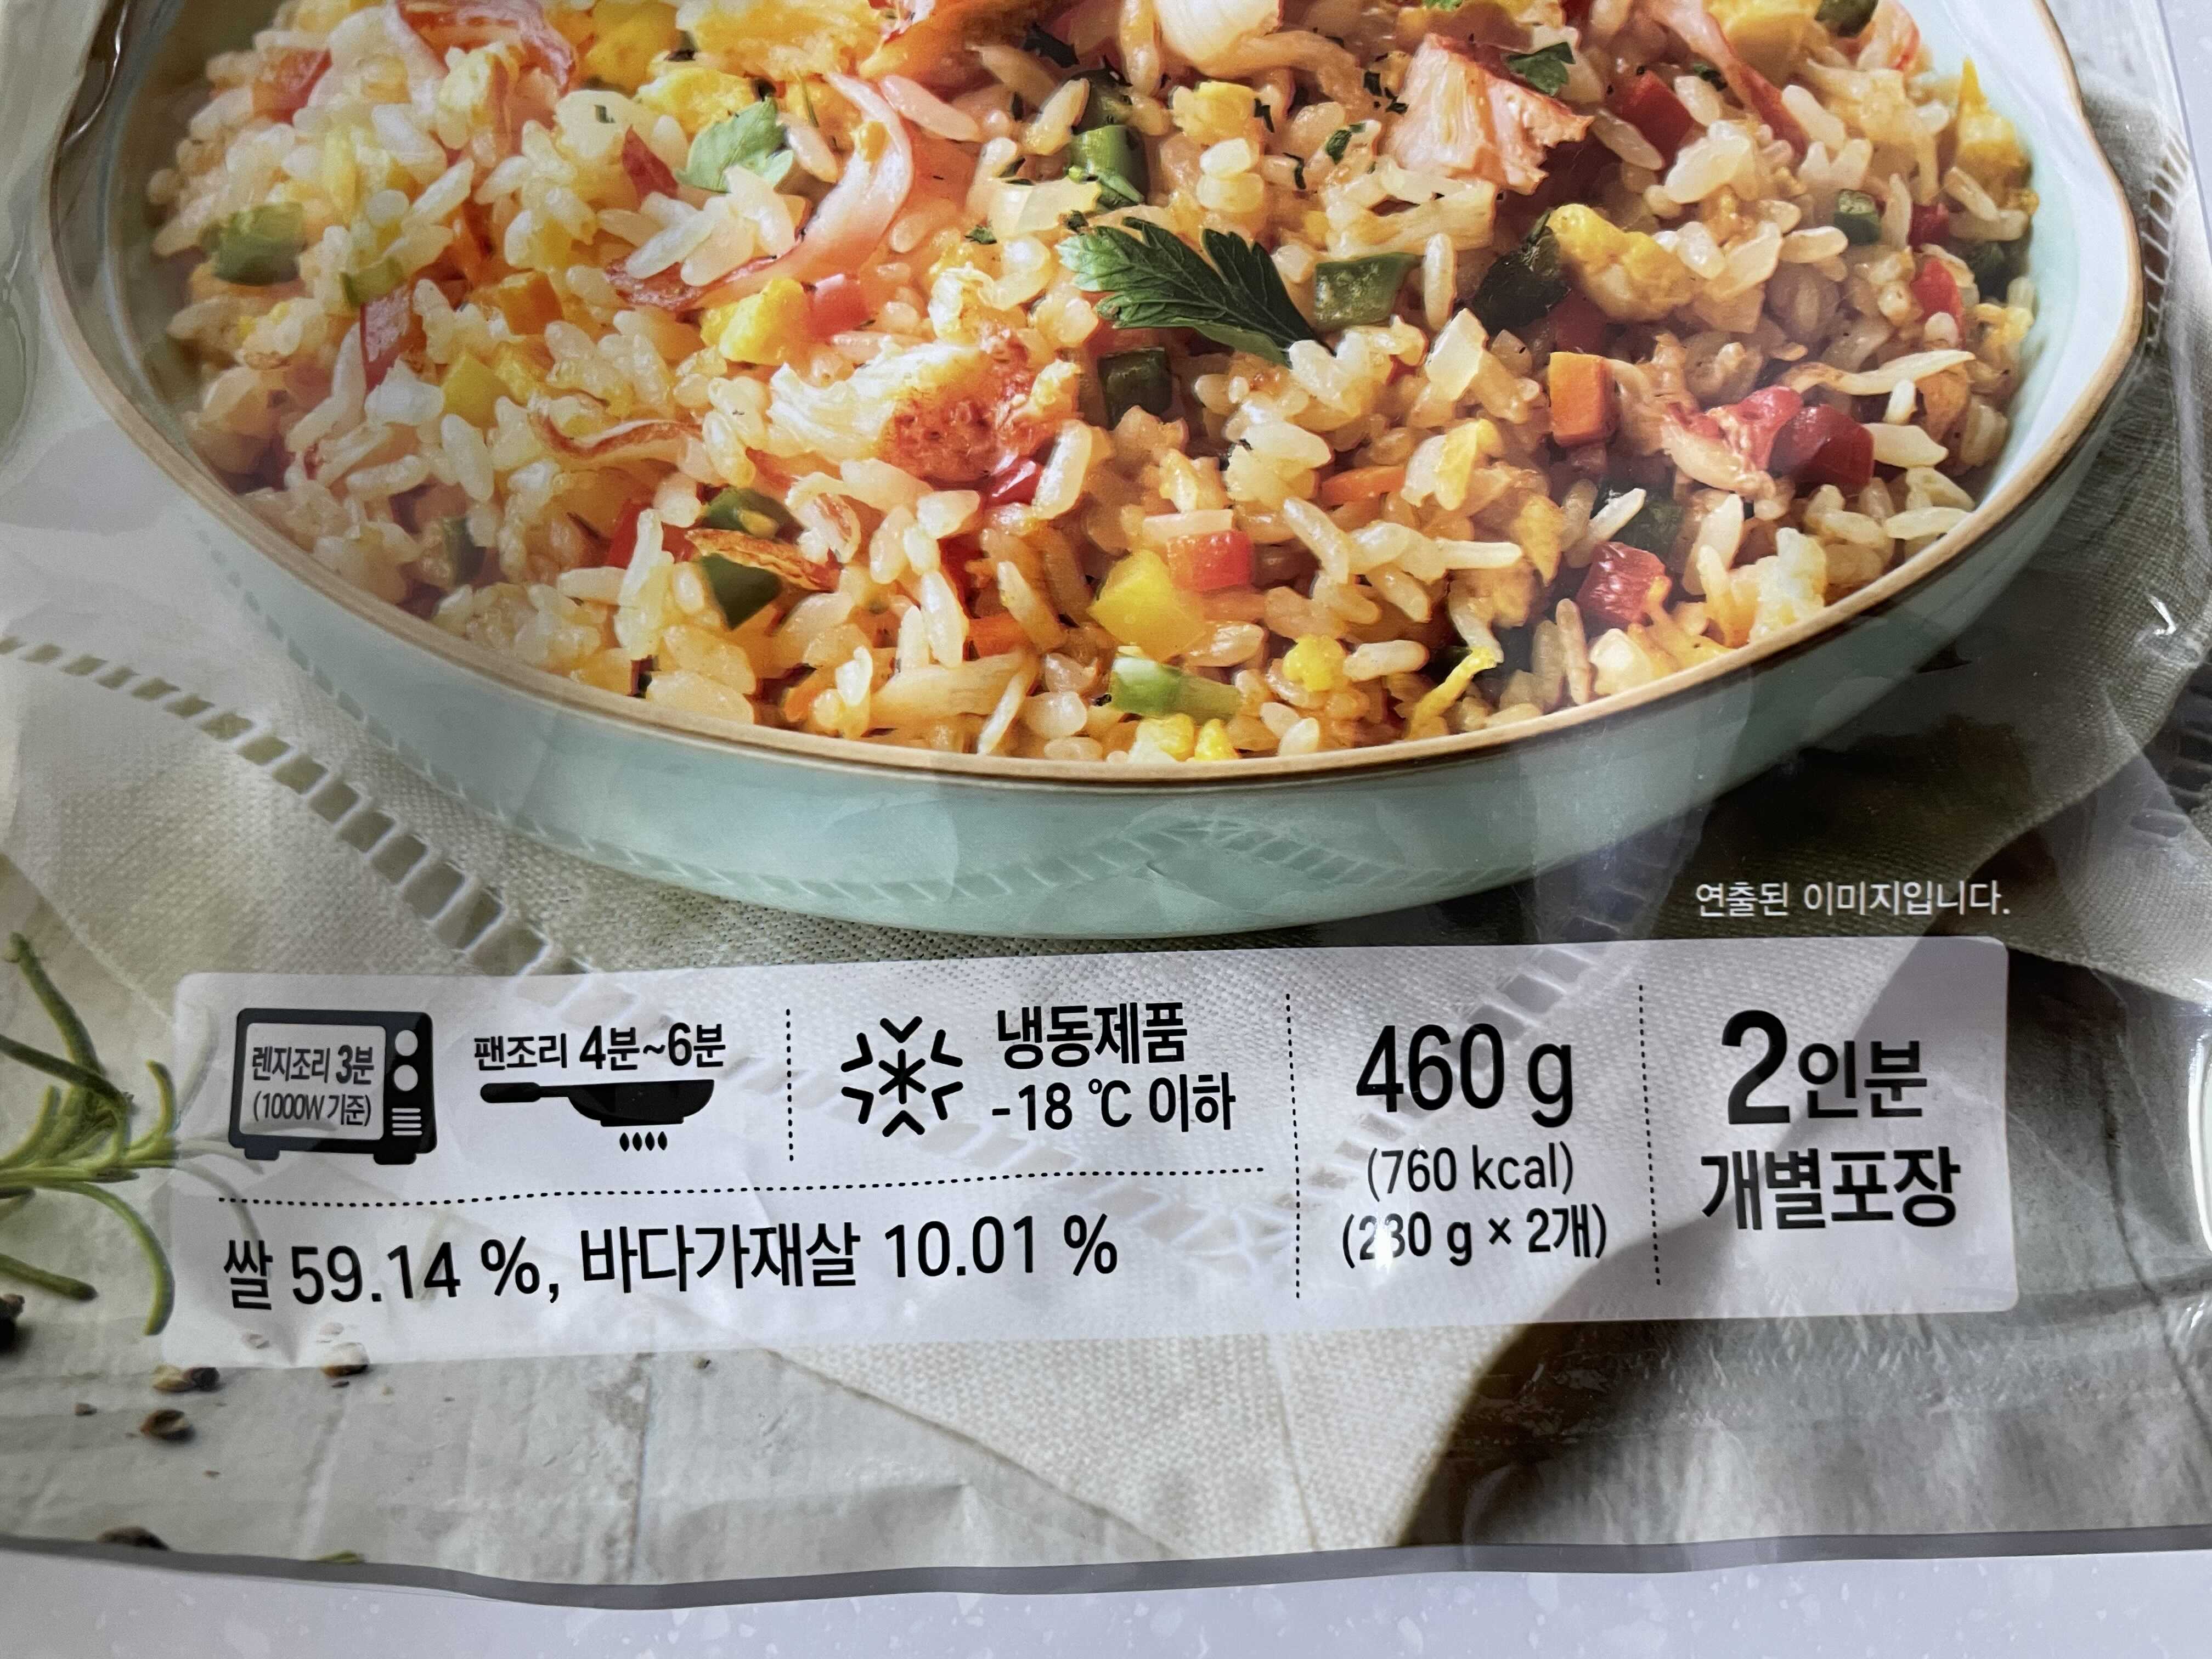 연출된 이미지입니다.
렌지조리 3분
(1000W 기준)
팬조리 4분~6분
냉동제품
-18 ℃ 이하
쌀 59.14 %, 바다가재살 10.01 %
460 g
(760 kcal)
(230 g × 2개)
2인분
개별포장